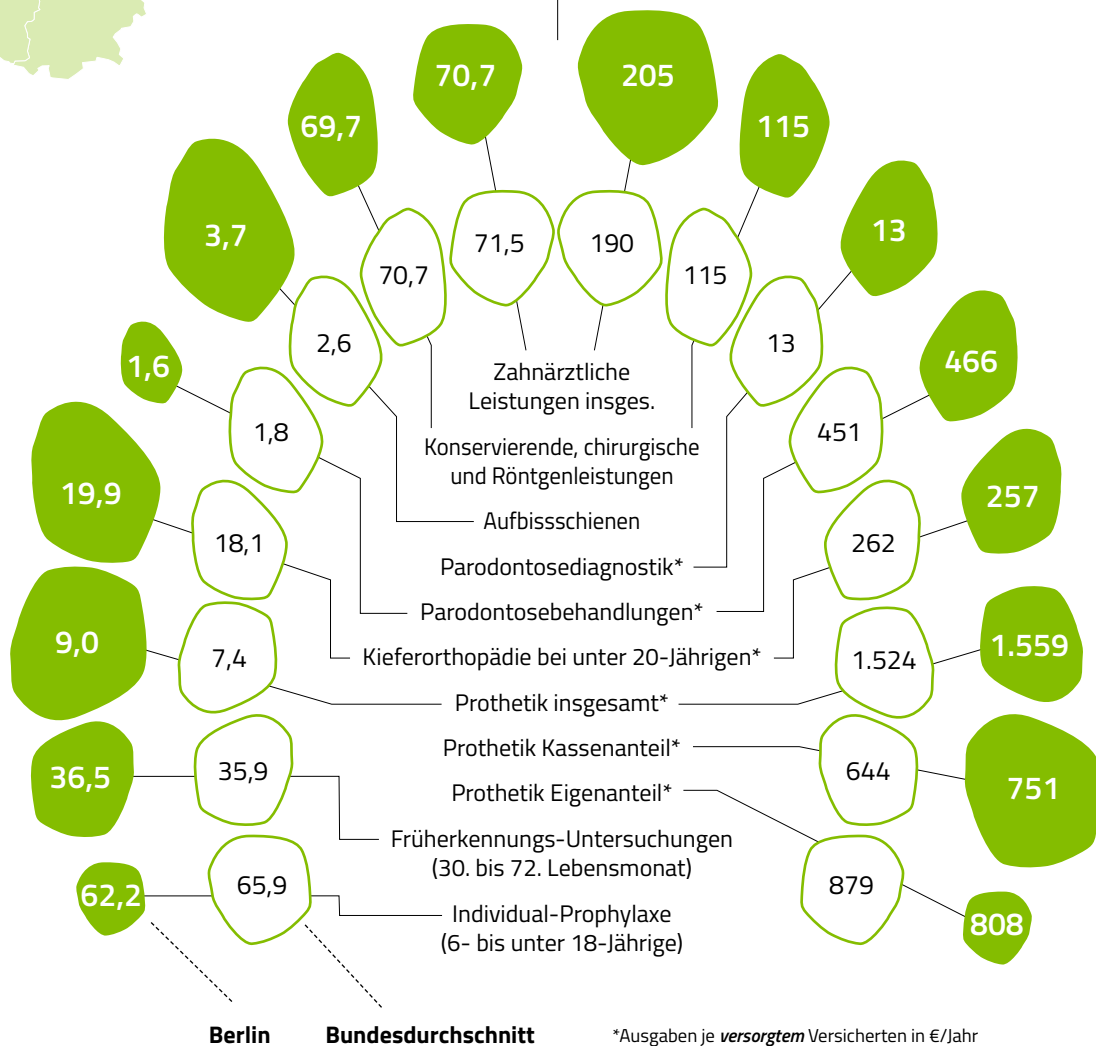 70,7
205
69,7
115
3,7
13
71,5
190
70,7
115
2,6
13
1,6
466
1,8
451
Zahnärztliche
Leistungen insges.
Konservierende, chirurgische
und Röntgenleistungen
Aufbissschienen
19,9
257
18,1
262
Parodontosediagnostik*
Parodontosebehandlungen*
9,0
1.559
7,4
1.524
Kieferorthopädie bei unter 20-Jährigen*
Prothetik insgesamt*
Prothetik Kassenanteil*
36,5
35,9
644
751
Prothetik Eigenanteil*
Früherkennungs-Untersuchungen
(30. bis 72. Lebensmonat)
62,2
65,9
879
808
Individual-Prophylaxe
(6- bis unter 18-Jährige)
Berlin
Bundesdurchschnitt
*Ausgaben je versorgtem Versicherten in €/Jahr